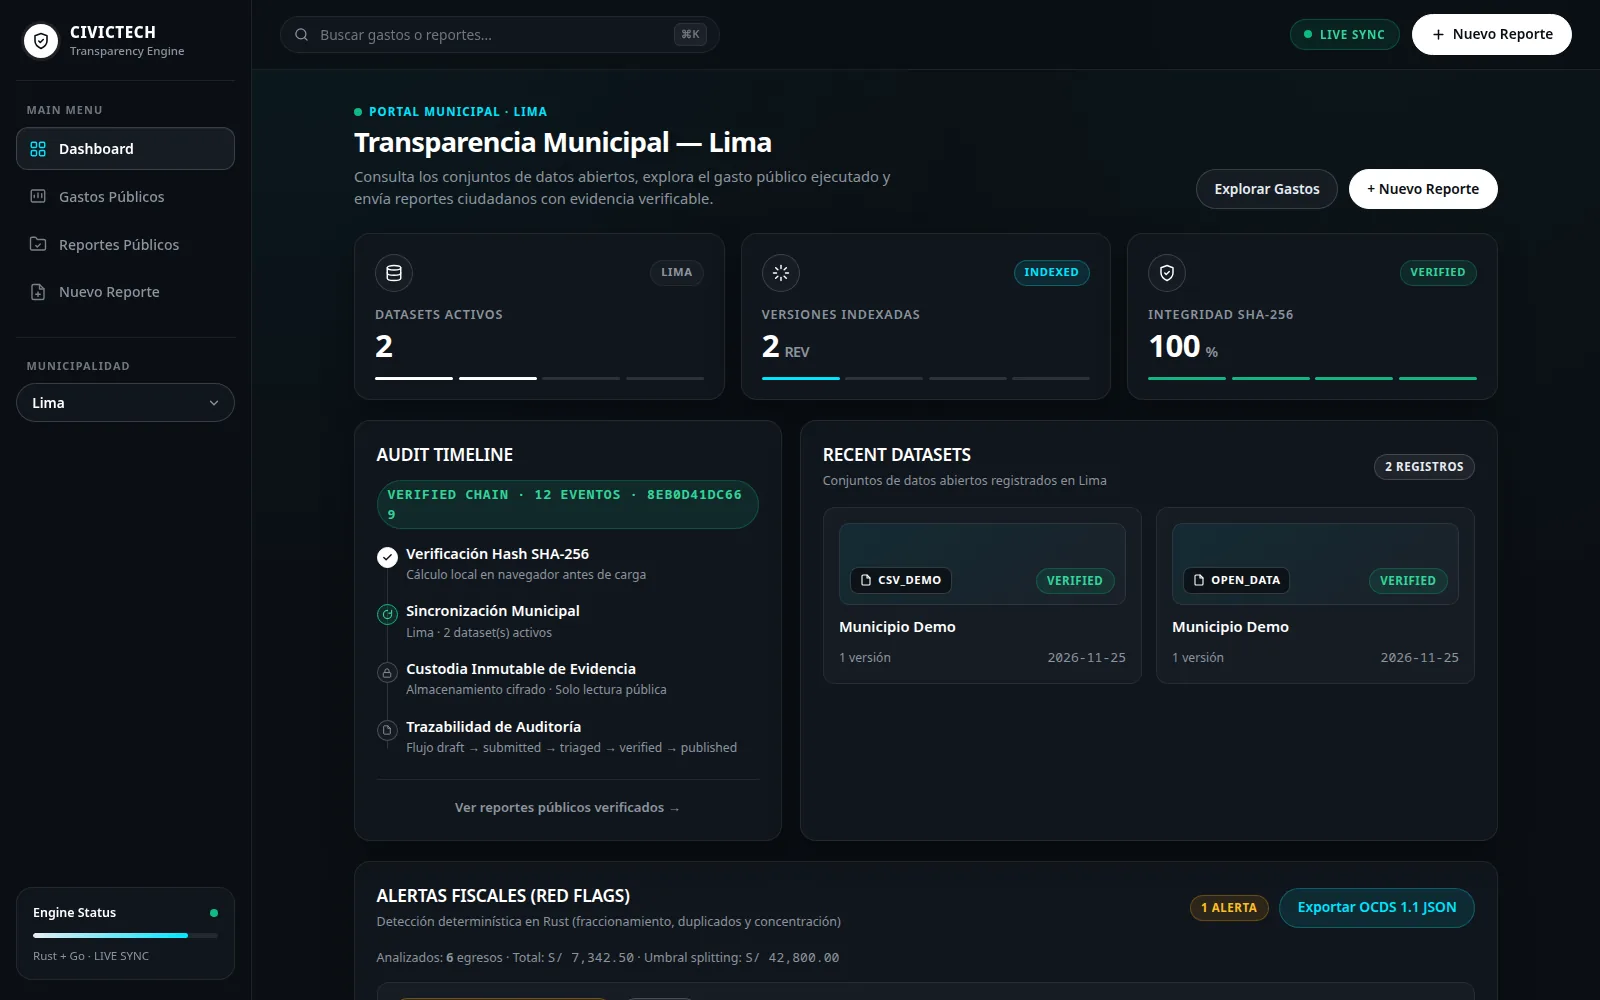 CIVICTECH
Transparency Engine
MAIN MENU
Dashboard
Gastos Públicos
Reportes Públicos
Nuevo Reporte
MUNICIPALIDAD
Lima
Engine Status
Rust + Go · LIVE SYNC
Buscar gastos o reportes...
⌘K
LIVE SYNC
+ Nuevo Reporte
PORTAL MUNICIPAL · LIMA
Transparencia Municipal — Lima
Consulta los conjuntos de datos abiertos, explora el gasto público ejecutado y
envía reportes ciudadanos con evidencia verificable.
Explorar Gastos
+ Nuevo Reporte
LIMA
DATASETS ACTIVOS
2
INDEXED
VERSIONES INDEXADAS
2 REV
VERIFIED
INTEGRIDAD SHA-256
100 %
AUDIT TIMELINE
VERIFIED CHAIN · 12 EVENTOS · 8EB0D41DC66
9
Verificación Hash SHA-256
Cálculo local en navegador antes de carga
Sincronización Municipal
Lima · 2 dataset(s) activos
Custodia Inmutable de Evidencia
Almacenamiento cifrado · Solo lectura pública
Trazabilidad de Auditoría
Flujo draft → submitted → triaged → verified → published
Ver reportes públicos verificados →
RECENT DATASETS
Conjuntos de datos abiertos registrados en Lima
2 REGISTROS
CSV_DEMO
VERIFIED
Municipio Demo
1 versión
2026-11-25
OPEN_DATA
VERIFIED
Municipio Demo
1 versión
2026-11-25
ALERTAS FISCALES (RED FLAGS)
Detección determinística en Rust (fraccionamiento, duplicados y concentración)
1 ALERTA
Exportar OCDS 1.1 JSON
Analizados: 6 egresos · Total: S/ 7,342.50 · Umbral splitting: S/ 42,800.00